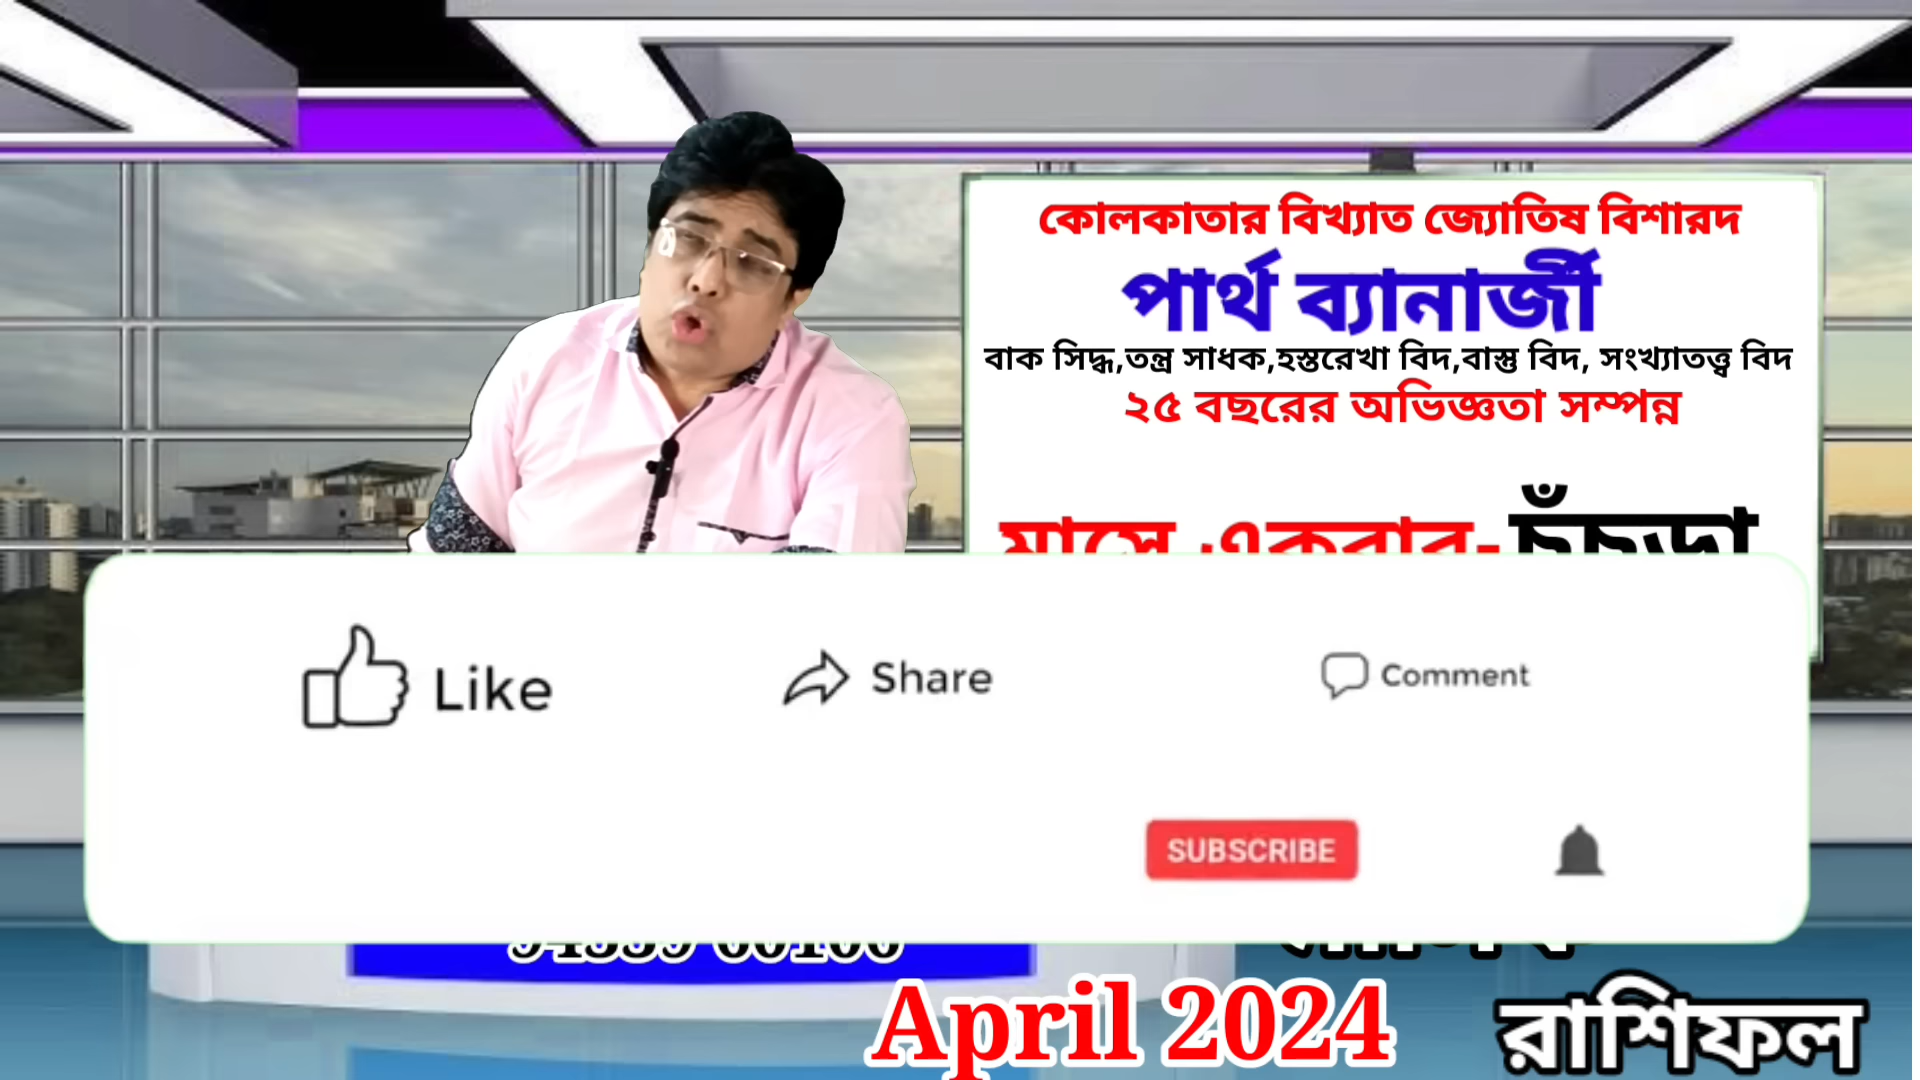 কোলকাতার বিখ্যাত জ্যোতিষ বিশারদ
পার্থ ব্যানার্জী
বাক সিদ্ধ,তন্ত্র সাধক,হস্তরেখা বিদ,বাস্তু বিদ, সংখ্যাতত্ত্ব বিদ
২৫ বছরের অভিজ্ঞতা সম্পন্ন
মাসে একবার-চুঁচুড়া
Like
Share
Comment
SUBSCRIBE
April 2024
রাশিফল